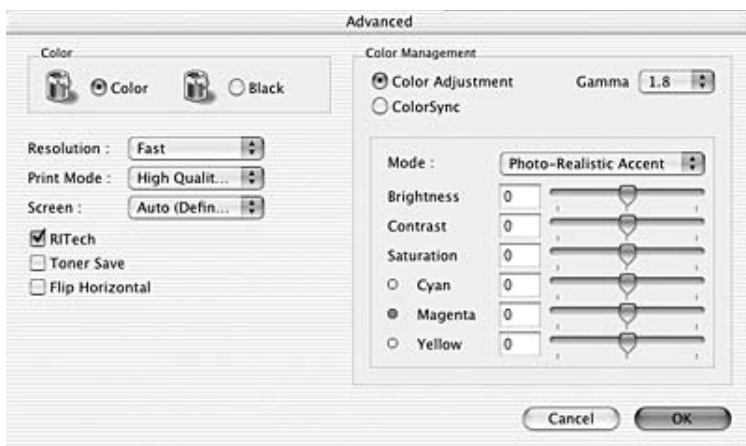 Advanced
Color
Color
Black
Resolution :
Fast
Print Mode :
High Qualit...
Screen :
Auto (Defin...
RITech
Toner Save
Flip Horizontal
Color Management
Color Adjustment
Gamma
1.8
ColorSync
Mode :
Photo-Realistic Accent
Brightness
0
Contrast
0
Saturation
0
Cyan
0
Magenta
0
Yellow
0
Cancel
OK